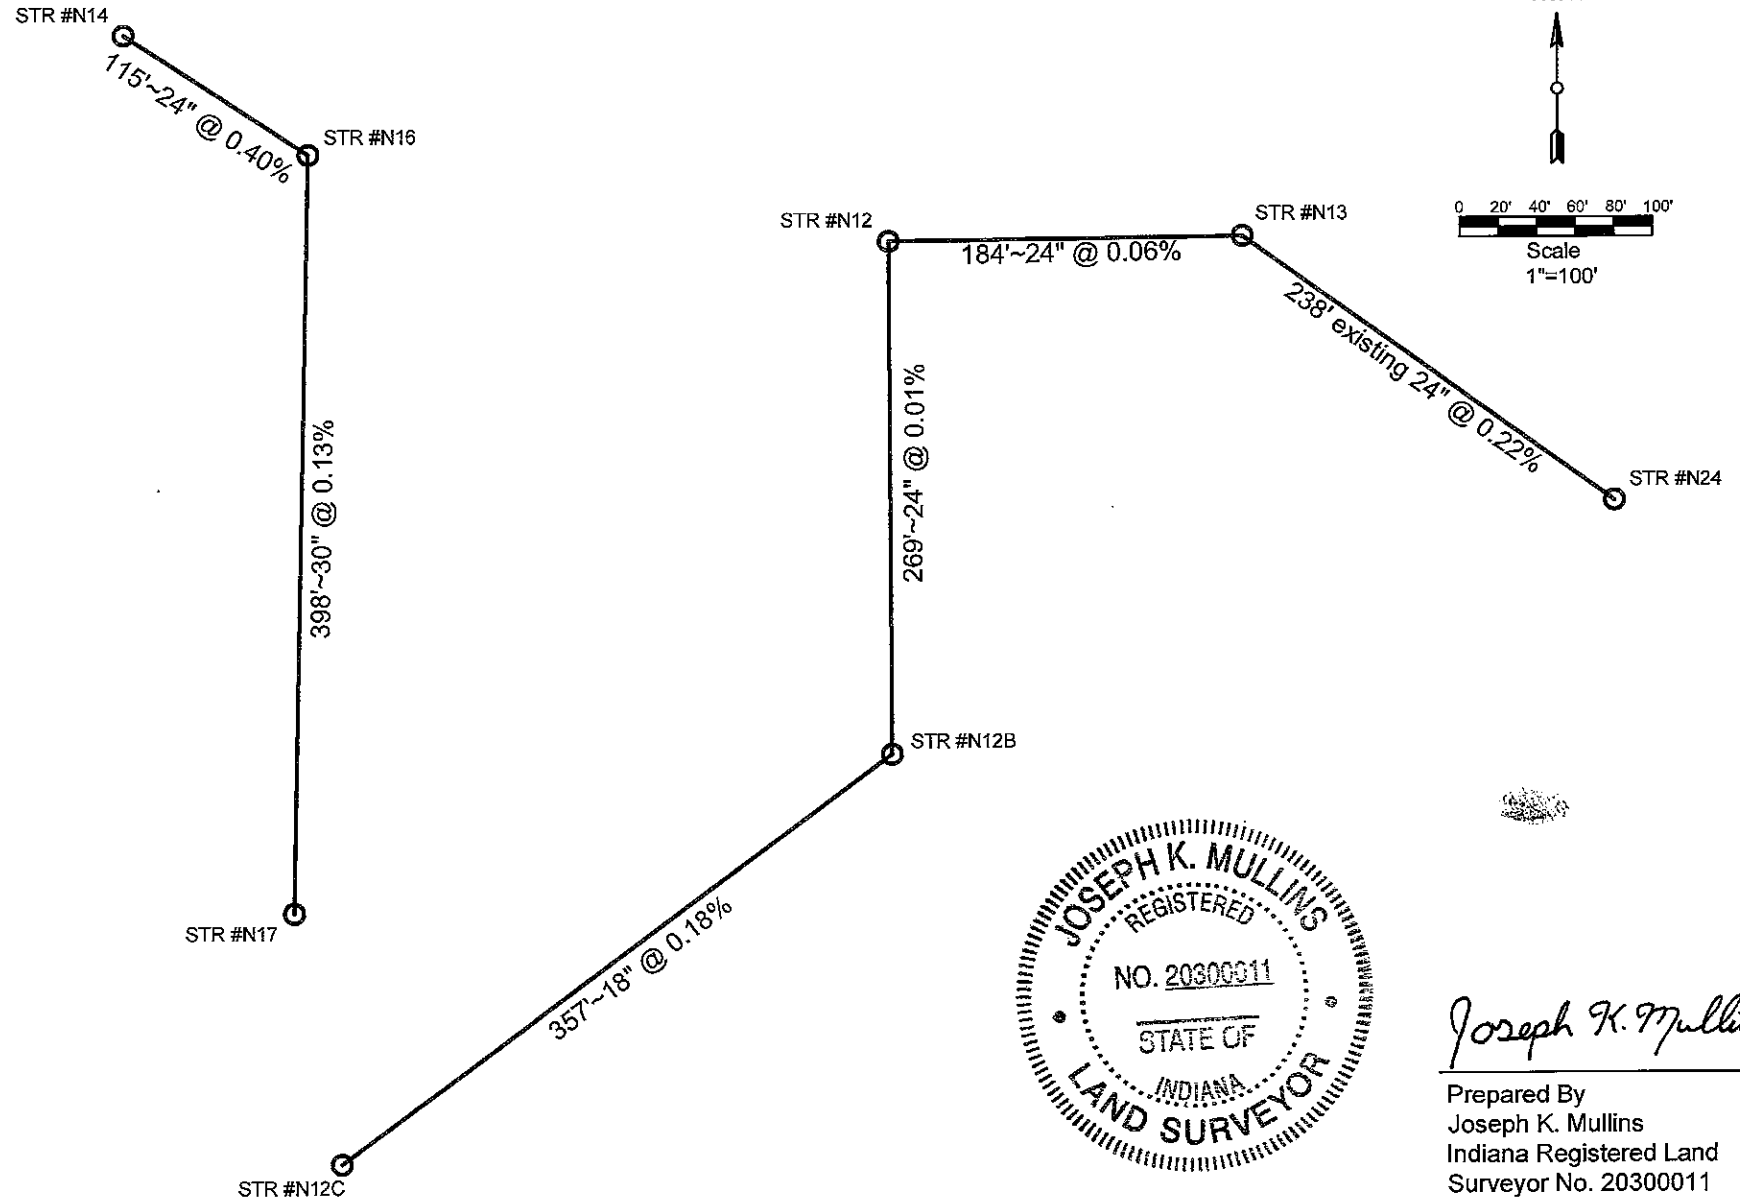 STR #N14
115'~24" @ 0.40%
STR #N16
398'~30" @ 0.13%
STR #N17
STR #N12
184'~24" @ 0.06%
STR #N13
238' existing 24" @ 0.22%
STR #N24
269'~24" @ 0.01%
STR #N12B
357'~18" @ 0.18%
STR #N12C
0 20' 40' 60' 80' 100'
Scale
1"=100'
JOSEPH K. MULLINS
REGISTERED
NO. 20300011
STATE OF
INDIANA
LAND SURVEYOR
Joseph K.
Prepared By
Joseph K. Mullins
Indiana Registered Land
Surveyor No. 20300011